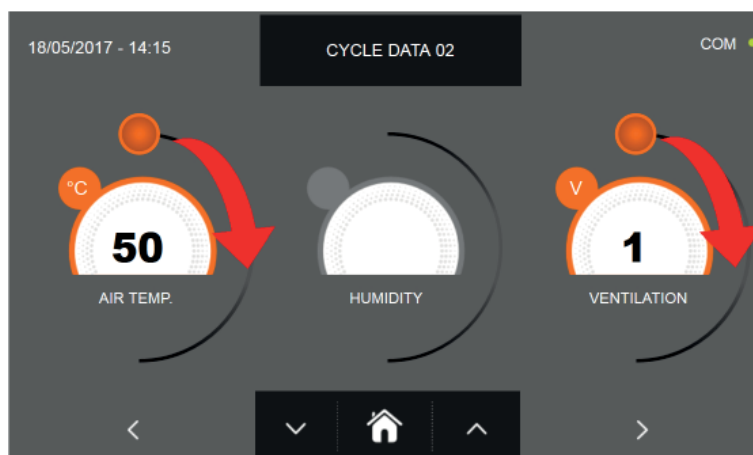 18/05/2017 - 14:15
CYCLE DATA 02
COM
°C
50
AIR TEMP.
HUMIDITY
V
1
VENTILATION